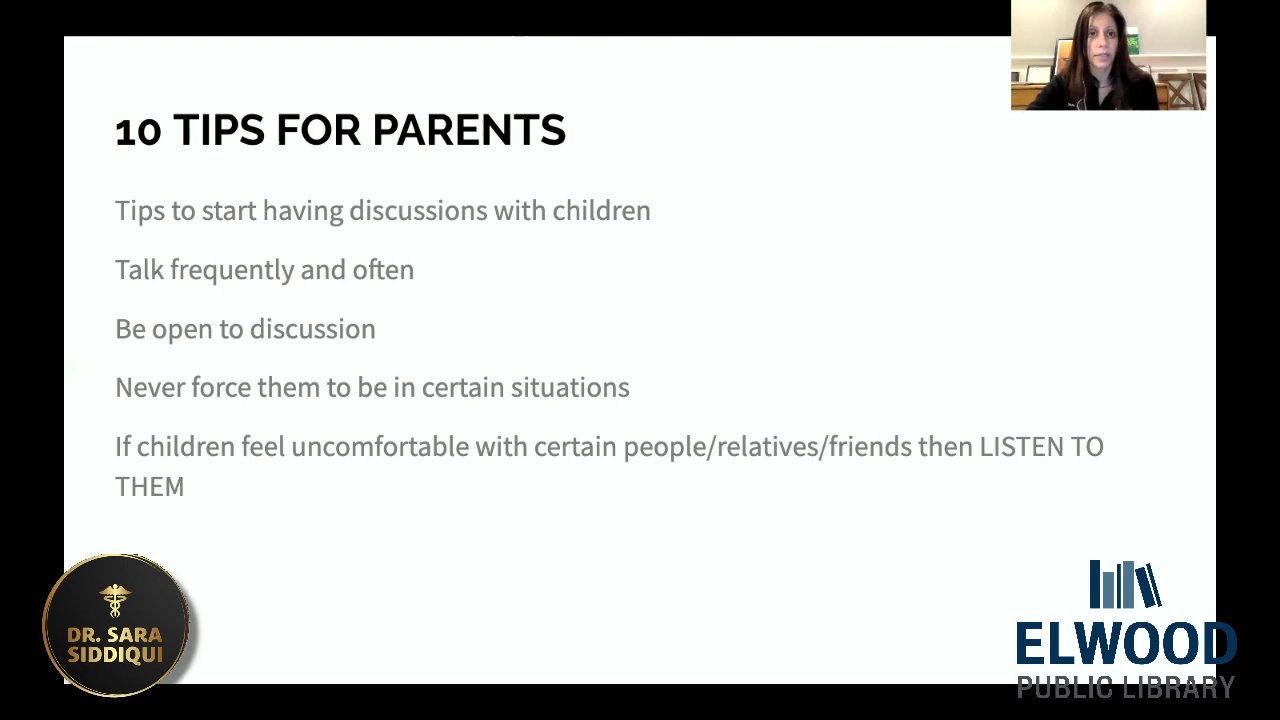 10 TIPS FOR PARENTS
Tips to start having discussions with children
Talk frequently and often
Be open to discussion
Never force them to be in certain situations
If children feel uncomfortable with certain people/relatives/friends then LISTEN TO
THEM
DR. SARA
SIDDIQUI
ELWOOD
PUBLIC LIBRARY